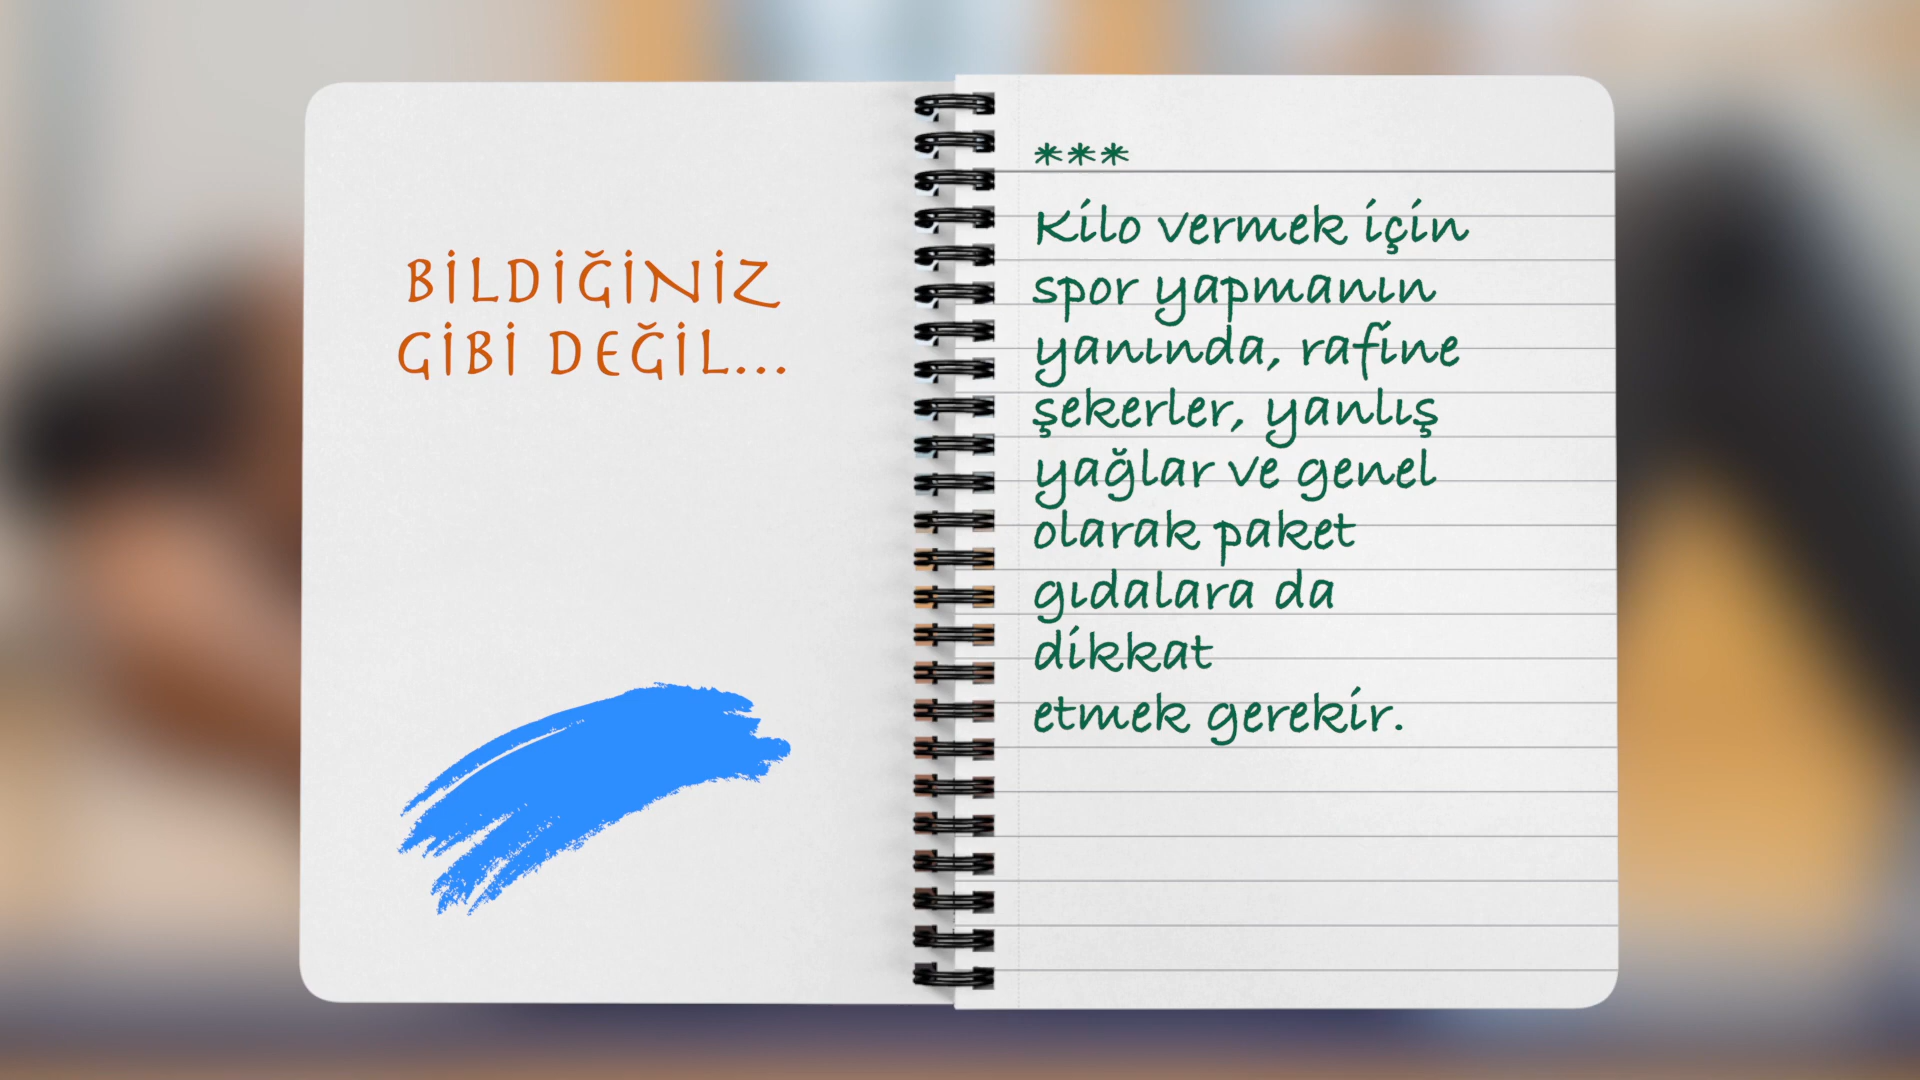 BİLDİĞİNİZ
GİBİ DEĞİL...
***
Kilo vermek için
spor yapmanın
yanında, rafine
şekerler, yanlış
yağlar ve genel
olarak paket
gıdalara da
dikkat
etmek gerekir.